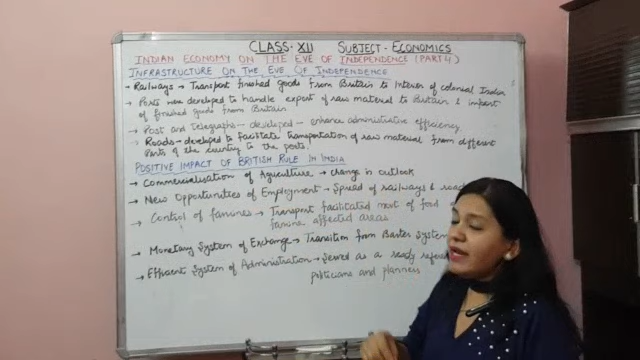 CLASS-XII SUBJECT-ECONOMICS
INDIAN ECONOMY ON THE EVE OF INDEPENDENCE (PART 4)
INFRASTRUCTURE ON THE EVE OF INDEPENDENCE
→ Railways → Transport finished goods from Britain to Interior of colonial India
→ Ports were developed to handle export of raw material to Britain & import
of finished goods from Britain
→ Post and Telegraphs - developed - enhance administrative efficiency
→ Roads → developed to facilitate transportation of raw material from different
parts of the country to the ports.
POSITIVE IMPACT OF BRITISH RULE IN INDIA
→ Commercialisation of Agriculture → change in outlook
→ New Opportunities of Employment → Spread of railways & road
→ Control of famines → Transport facilitated movt of food
famine affected areas
→ Monetary System of Exchange → Transition from Barter System
→ Efficient System of Administration → Served as a ready
politicians and planners